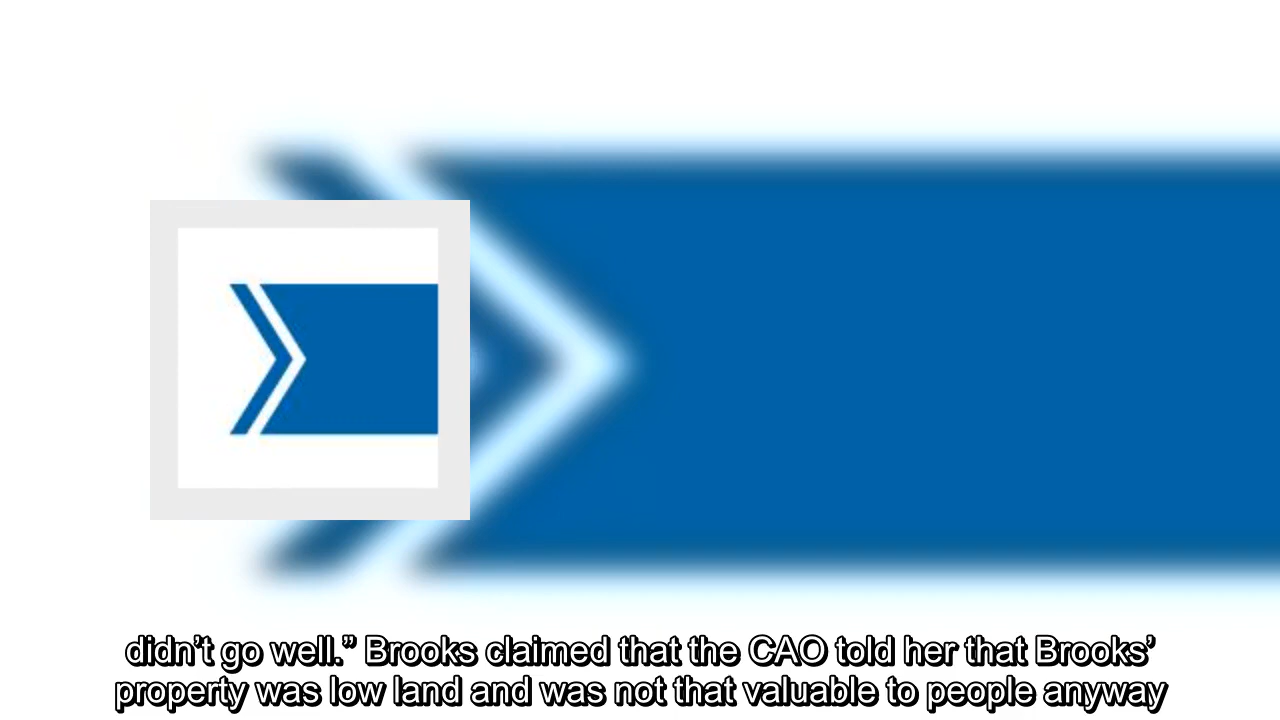 didn’t go well.” Brooks claimed that the CAO told her that Brooks’
property was low land and was not that valuable to people anyway